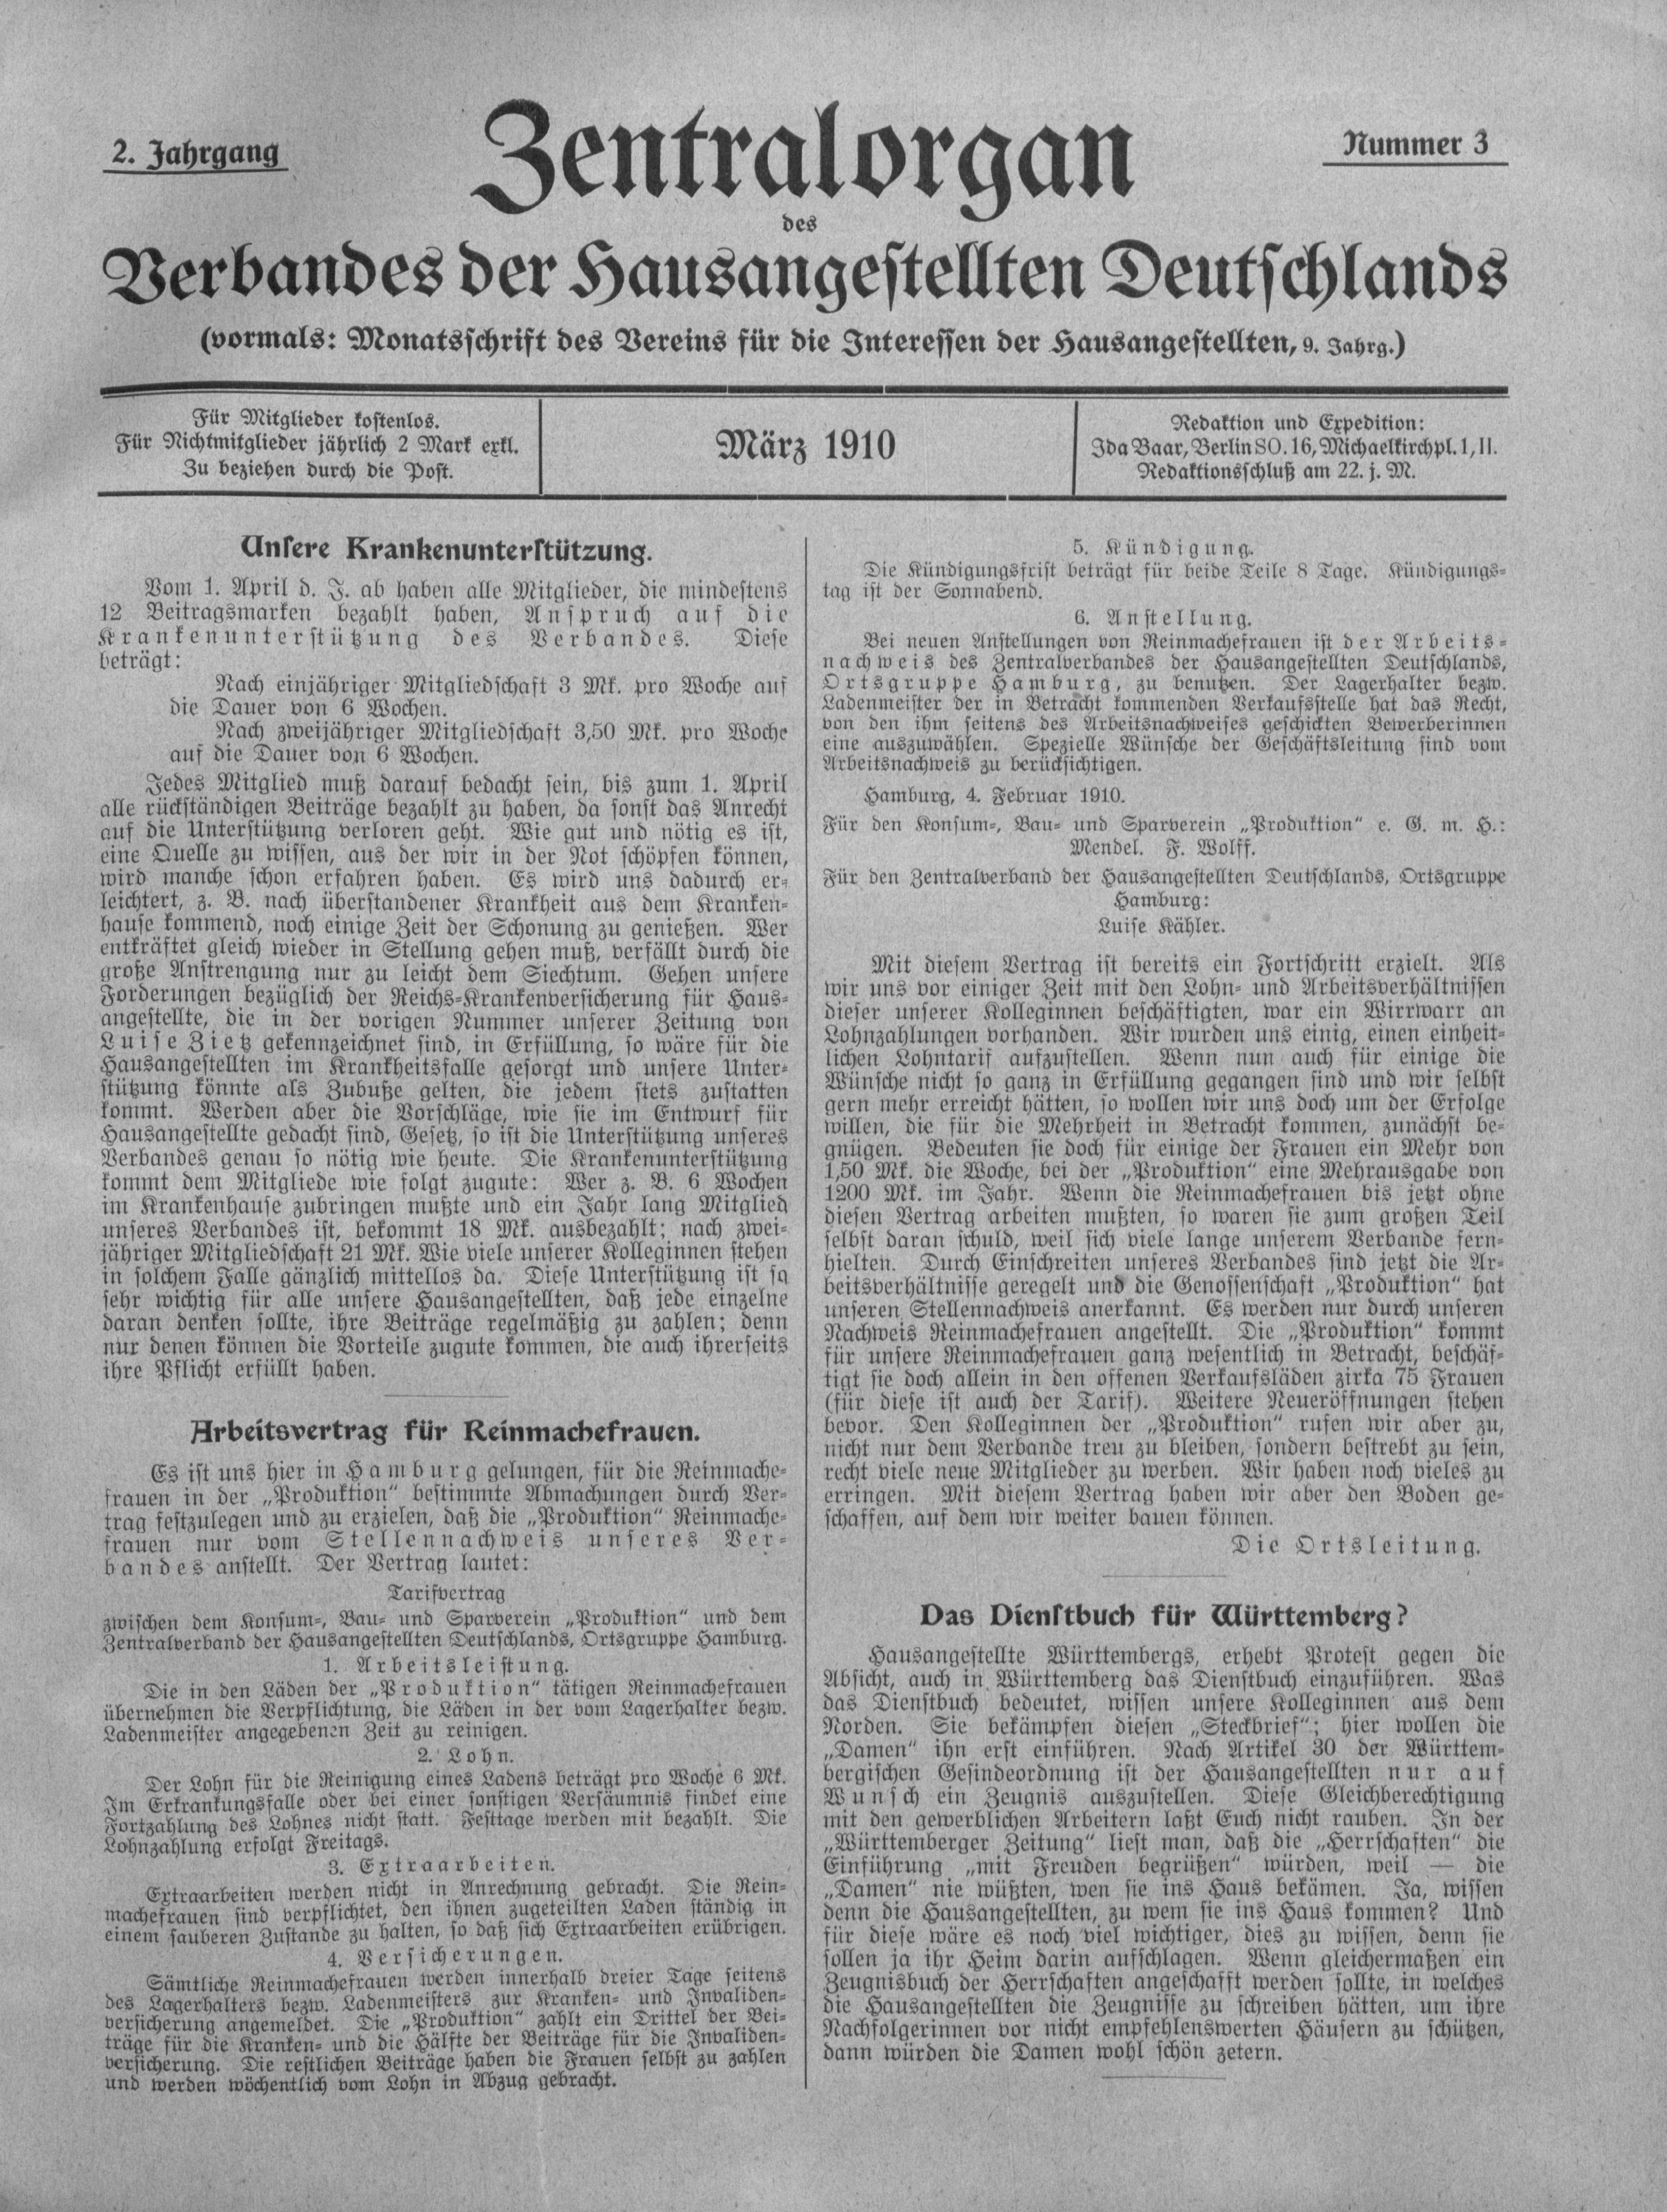 2. Jahrgang
Nummer 3
Zentralorgan
des
Verbandes der Hausangestellten Deutschlands
(vormals: Monatsschrift des Vereins für die Interessen der Hausangestellten, 9. Jahrg.)
Für Mitglieder kostenlos.
Für Nichtmitglieder jährlich 2 Mark exkl.
Zu beziehen durch die Post.
März 1910
Redaktion und Expedition:
Ida Baar, Berlin SO. 16, Michaelkirchpl. 1, II.
Redaktionsschluß am 22. j. M.
Unsere Krankenunterstützung.
Vom 1. April d. J. ab haben alle Mitglieder, die mindestens
12 Beitragsmarken bezahlt haben, Anspruch auf die
Krankenunterstützung des Verbandes. Diese
beträgt:
Nach einjähriger Mitgliedschaft 3 Mk. pro Woche auf
die Dauer von 6 Wochen.
Nach zweijähriger Mitgliedschaft 3,50 Mk. pro Woche
auf die Dauer von 6 Wochen.
Jedes Mitglied muß darauf bedacht sein, bis zum 1. April
alle rückständigen Beiträge bezahlt zu haben, da sonst das Anrecht
auf die Unterstützung verloren geht. Wie gut und nötig es ist,
eine Quelle zu wissen, aus der wir in der Not schöpfen können,
wird manche schon erfahren haben. Es wird uns dadurch er-
leichtert, z. B. nach überstandener Krankheit aus dem Kranken-
hause kommend, noch einige Zeit der Schonung zu genießen. Wer
entkräftet gleich wieder in Stellung gehen muß, verfällt durch die
große Anstrengung nur zu leicht dem Siechtum. Gehen unsere
Forderungen bezüglich der Reichs-Krankenversicherung für Haus-
angestellte, die in der vorigen Nummer unserer Zeitung von
Luise Zietz gekennzeichnet sind, in Erfüllung, so wäre für die
Hausangestellten im Krankheitsfalle gesorgt und unsere Unter-
stützung könnte als Zubuße gelten, die jedem stets zustatten
kommt. Werden aber die Vorschläge, wie sie im Entwurf für
Hausangestellte gedacht sind, Gesetz, so ist die Unterstützung unseres
Verbandes genau so nötig wie heute. Die Krankenunterstützung
kommt dem Mitgliede wie folgt zugute: Wer z. B. 6 Wochen
im Krankenhause zubringen mußte und ein Jahr lang Mitglied
unseres Verbandes ist, bekommt 18 Mk. ausbezahlt; nach zwei-
jähriger Mitgliedschaft 21 Mk. Wie viele unserer Kolleginnen stehen
in solchem Falle gänzlich mittellos da. Diese Unterstützung ist so
sehr wichtig für alle unsere Hausangestellten, daß jede einzelne
daran denken sollte, ihre Beiträge regelmäßig zu zahlen; denn
nur denen können die Vorteile zugute kommen, die auch ihrerseits
ihre Pflicht erfüllt haben.
Arbeitsvertrag für Reinmachefrauen.
Es ist uns hier in Hamburg gelungen, für die Reinmache-
frauen in der „Produktion“ bestimmte Abmachungen durch Ver-
trag festzulegen und zu erzielen, daß die „Produktion“ Reinmache-
frauen nur vom Stellennachweis unseres Ver-
bandes anstellt. Der Vertrag lautet:
Tarifvertrag
zwischen dem Konsum-, Bau- und Sparverein „Produktion“ und dem
Zentralverband der Hausangestellten Deutschlands, Ortsgruppe Hamburg.
1. Arbeitsleistung.
Die in den Läden der „Produktion“ tätigen Reinmachefrauen
übernehmen die Verpflichtung, die Läden in der vom Lagerhalter bezw.
Ladenmeister angegebenen Zeit zu reinigen.
2. Lohn.
Der Lohn für die Reinigung eines Ladens beträgt pro Woche 6 Mk.
Im Erkrankungsfalle oder bei einer sonstigen Versäumnis findet eine
Fortzahlung des Lohnes nicht statt. Festtage werden mit bezahlt. Die
Lohnzahlung erfolgt Freitags.
3. Extraarbeiten.
Extraarbeiten werden nicht in Anrechnung gebracht. Die Rein-
machefrauen sind verpflichtet, den ihnen zugeteilten Laden ständig in
einem sauberen Zustande zu halten, so daß sich Extraarbeiten erübrigen.
4. Versicherungen.
Sämtliche Reinmachefrauen werden innerhalb dreier Tage seitens
des Lagerhalters bezw. Ladenmeisters zur Kranken- und Invaliden-
versicherung angemeldet. Die „Produktion“ zahlt ein Drittel der Bei-
träge für die Kranken- und die Hälfte der Beiträge für die Invaliden-
versicherung. Die restlichen Beiträge haben die Frauen selbst zu zahlen
und werden wöchentlich vom Lohn in Abzug gebracht.
5. Kündigung.
Die Kündigungsfrist beträgt für beide Teile 8 Tage. Kündigungs-
tag ist der Sonnabend.
6. Anstellung.
Bei neuen Anstellungen von Reinmachefrauen ist der Arbeits-
nachweis des Zentralverbandes der Hausangestellten Deutschlands,
Ortsgruppe Hamburg, zu benutzen. Der Lagerhalter bezw.
Ladenmeister der in Betracht kommenden Verkaufsstelle hat das Recht,
von den ihm seitens des Arbeitsnachweises geschickten Bewerberinnen
eine auszuwählen. Spezielle Wünsche der Geschäftsleitung sind vom
Arbeitsnachweis zu berücksichtigen.
Hamburg, 4. Februar 1910.
Für den Konsum-, Bau- und Sparverein „Produktion“ e. G. m. H.:
Mendel. F. Wolff.
Für den Zentralverband der Hausangestellten Deutschlands, Ortsgruppe
Hamburg:
Luise Kähler.
Mit diesem Vertrag ist bereits ein Fortschritt erzielt. Als
wir uns vor einiger Zeit mit den Lohn- und Arbeitsverhältnissen
dieser unserer Kolleginnen beschäftigten, war ein Wirrwarr an
Lohnzahlungen vorhanden. Wir wurden uns einig, einen einheit-
lichen Lohntarif aufzustellen. Wenn nun auch für einige die
Wünsche nicht so ganz in Erfüllung gegangen sind und wir selbst
gern mehr erreicht hätten, so wollen wir uns doch um der Erfolge
willen, die für die Mehrheit in Betracht kommen, zunächst be-
gnügen. Bedeuten sie doch für einige der Frauen ein Mehr von
1,50 Mk. die Woche, bei der „Produktion“ eine Mehrausgabe von
1200 Mk. im Jahr. Wenn die Reinmachefrauen bis jetzt ohne
diesen Vertrag arbeiten mußten, so waren sie zum großen Teil
selbst daran schuld, weil sich viele lange unserem Verbande fern-
hielten. Durch Einschreiten unseres Verbandes sind jetzt die Ar-
beitsverhältnisse geregelt und die Genossenschaft „Produktion“ hat
unseren Stellennachweis anerkannt. Es werden nur durch unseren
Nachweis Reinmachefrauen angestellt. Die „Produktion“ kommt
für unsere Reinmachefrauen ganz wesentlich in Betracht, beschäf-
tigt sie doch allein in den offenen Verkaufsläden zirka 75 Frauen
(für diese ist auch der Tarif). Weitere Neueröffnungen stehen
bevor. Den Kolleginnen der „Produktion“ rufen wir aber zu,
nicht nur dem Verbande treu zu bleiben, sondern bestrebt zu sein,
recht viele neue Mitglieder zu werben. Wir haben noch vieles zu
erringen. Mit diesem Vertrag haben wir aber den Boden ge-
schaffen, auf dem wir weiter bauen können.
Die Ortsleitung.
Das Dienstbuch für Württemberg?
Hausangestellte Württembergs, erhebt Protest gegen die
Absicht, auch in Württemberg das Dienstbuch einzuführen. Was
das Dienstbuch bedeutet, wissen unsere Kolleginnen aus dem
Norden. Sie bekämpfen diesen „Steckbrief“; hier wollen die
„Damen“ ihn erst einführen. Nach Artikel 30 der Württem-
bergischen Gesindeordnung ist der Hausangestellten nur auf
Wunsch ein Zeugnis auszustellen. Diese Gleichberechtigung
mit den gewerblichen Arbeitern laßt Euch nicht rauben. In der
„Württemberger Zeitung“ liest man, daß die „Herrschaften“ die
Einführung „mit Freuden begrüßen“ würden, weil — die
„Damen“ nie wüßten, wen sie ins Haus bekämen. Ja, wissen
denn die Hausangestellten, zu wem sie ins Haus kommen? Und
für diese wäre es noch viel wichtiger, dies zu wissen, denn sie
sollen ja ihr Heim darin aufschlagen. Wenn gleichermaßen ein
Zeugnisbuch der Herrschaften angeschafft werden sollte, in welches
die Hausangestellten die Zeugnisse zu schreiben hätten, um ihre
Nachfolgerinnen vor nicht empfehlenswerten Häusern zu schützen,
dann würden die Damen wohl schön zetern.